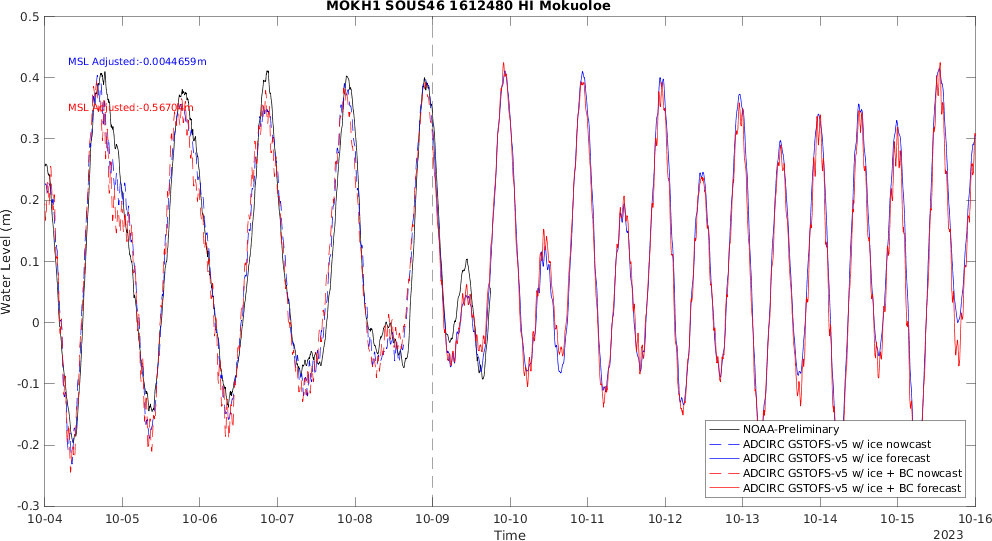 MOKH1 SOUS46 1612480 HI Mokuoloe
0.5
0.4
0.3
0.2
0.1
0
-0.1
-0.2
-0.3
Water Level (m)
MSL Adjusted:-0.0044659m
MSL Adjusted:-0.56704m
NOAA-Preliminary
ADCIRC GSTOFS-v5 w/ ice nowcast
ADCIRC GSTOFS-v5 w/ ice forecast
ADCIRC GSTOFS-v5 w/ ice + BC nowcast
ADCIRC GSTOFS-v5 w/ ice + BC forecast
10-04 10-05 10-06 10-07 10-08 10-09 10-10 10-11 10-12 10-13 10-14 10-15 10-16
Time
2023